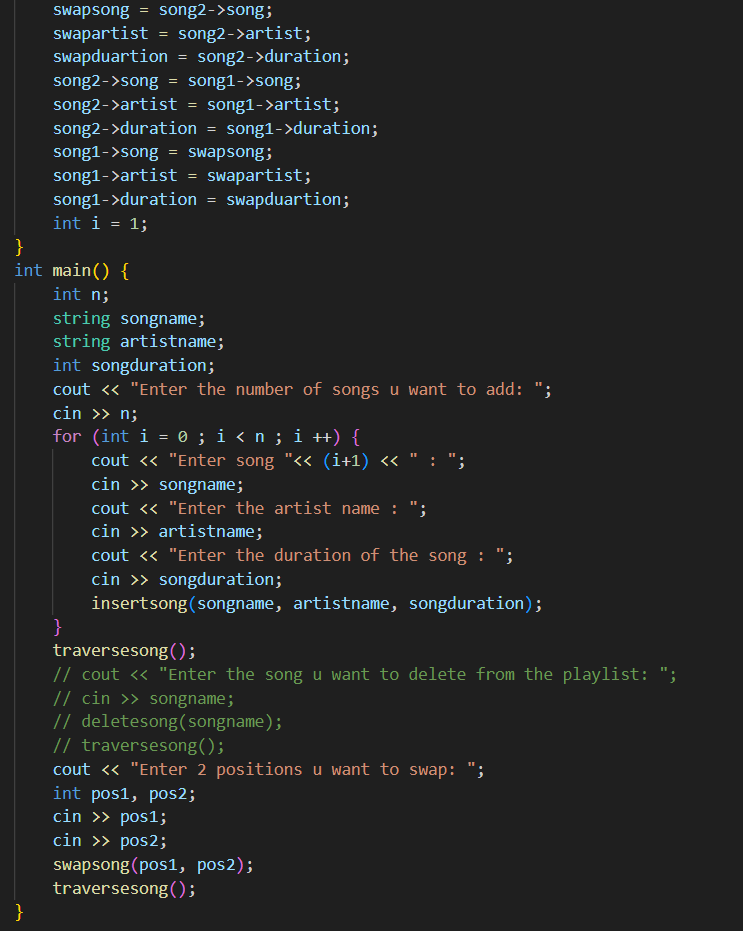 swapsong = song2->song;
swapartist = song2->artist;
swapduartion = song2->duration;
song2->song = song1->song;
song2->artist = song1->artist;
song2->duration = song1->duration;
song1->song = swapsong;
song1->artist = swapartist;
song1->duration = swapduartion;
int i = 1;
}
int main() {
int n;
string songname;
string artistname;
int songduration;
cout << "Enter the number of songs u want to add: ";
cin >> n;
for (int i = 0 ; i < n ; i ++) {
cout << "Enter song "<< (i+1) << " : ";
cin >> songname;
cout << "Enter the artist name : ";
cin >> artistname;
cout << "Enter the duration of the song : ";
cin >> songduration;
insertsong(songname, artistname, songduration);
}
traversesong();
// cout << "Enter the song u want to delete from the playlist: ";
// cin >> songname;
// deletesong(songname);
// traversesong();
cout << "Enter 2 positions u want to swap: ";
int pos1, pos2;
cin >> pos1;
cin >> pos2;
swapsong(pos1, pos2);
traversesong();
}